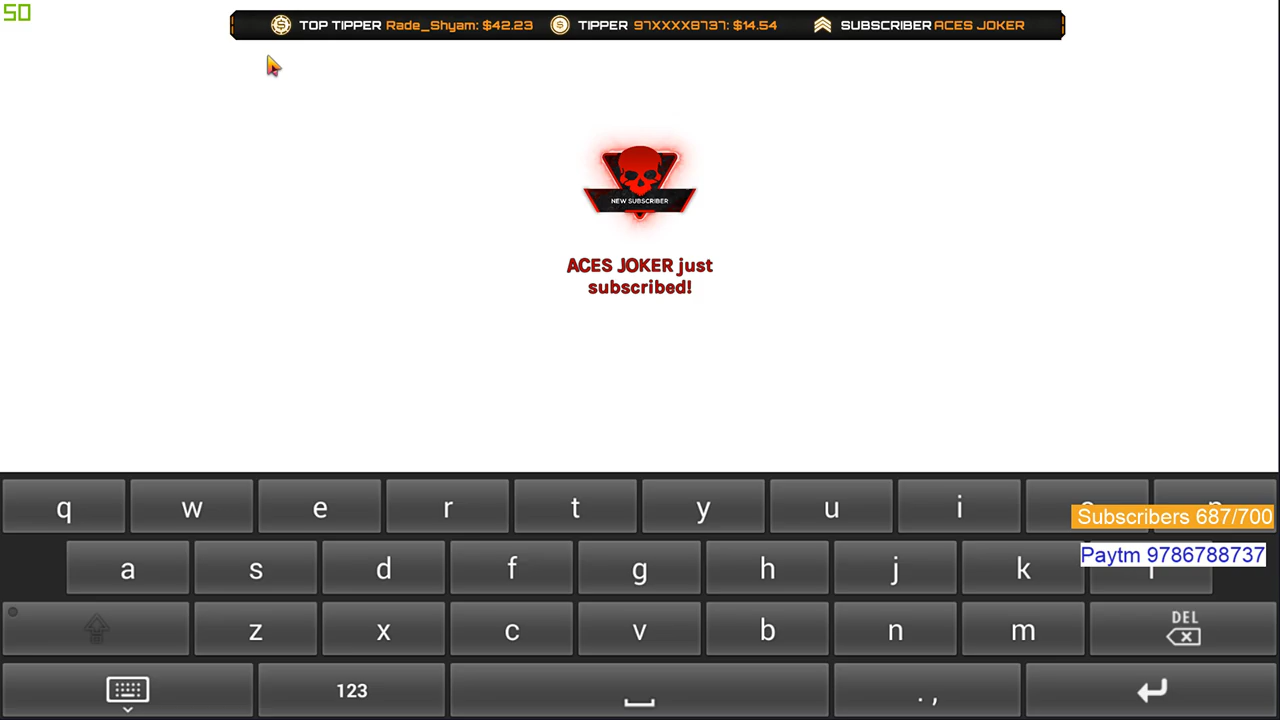 50
TOP TIPPER Rade_Shyam: $42.23 TIPPER 97XXXX8737: $14.54 SUBSCRIBER ACES JOKER
NEW SUBSCRIBER
ACES JOKER just
subscribed!
q w e r t y u i
Subscribers 687/700
Paytm 9786788737
a s d f g h j k
z x c v b n m DEL
123 . ,